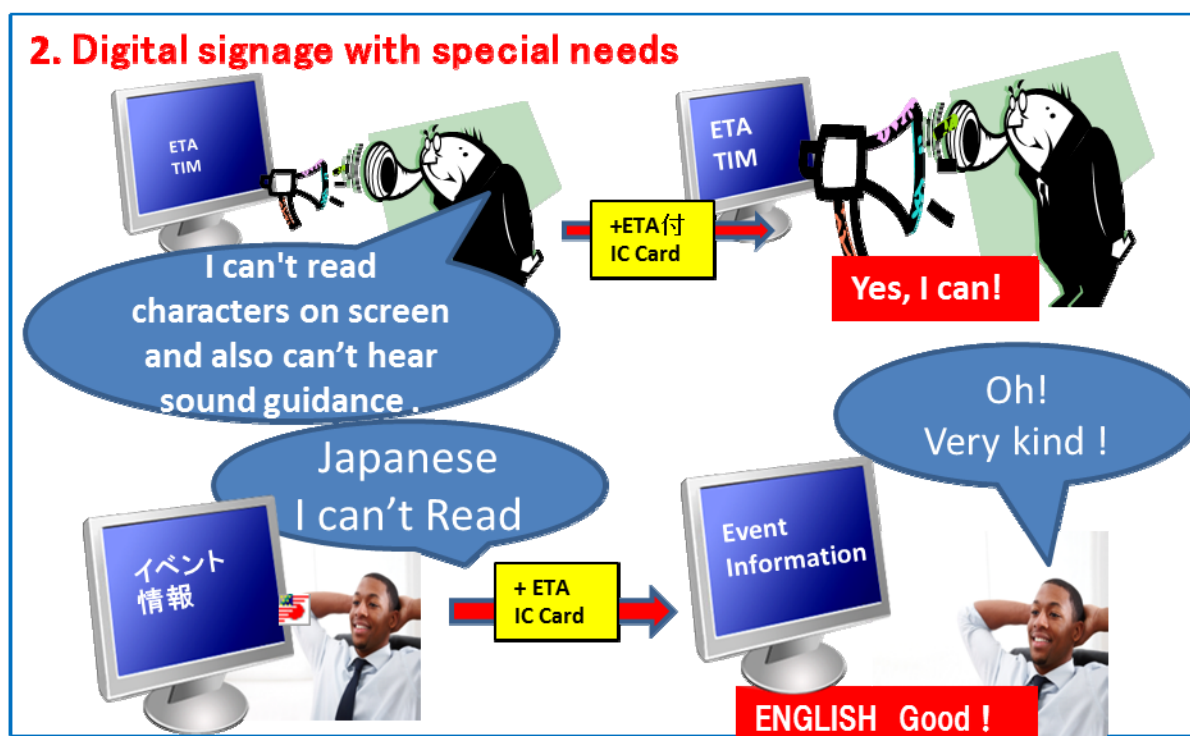 2. Digital signage with special needs
ETA
TIM
I can't read
characters on screen
and also can’t hear
sound guidance .
+ETA付
IC Card
ETA
TIM
Yes, I can!
Japanese
I can’t Read
イベント
情報
+ ETA
IC Card
Event
Information
Oh!
Very kind !
ENGLISH Good !